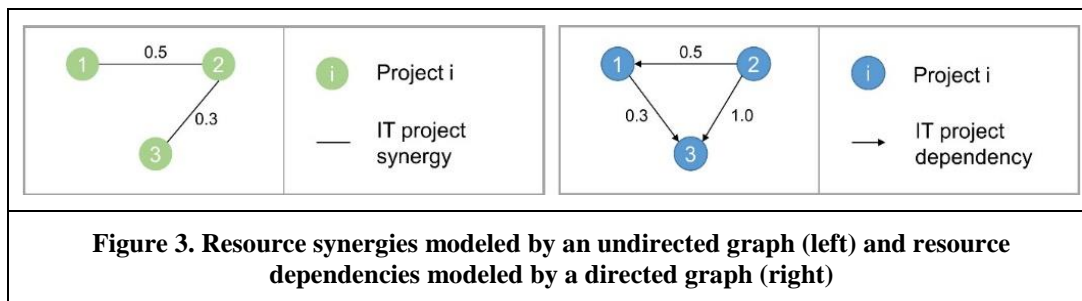 0.5
1
2
0.3
3
i
Project i
IT project
synergy
0.5
1
2
0.3
1.0
3
i
Project i
IT project
dependency
Figure 3. Resource synergies modeled by an undirected graph (left) and resource
dependencies modeled by a directed graph (right)